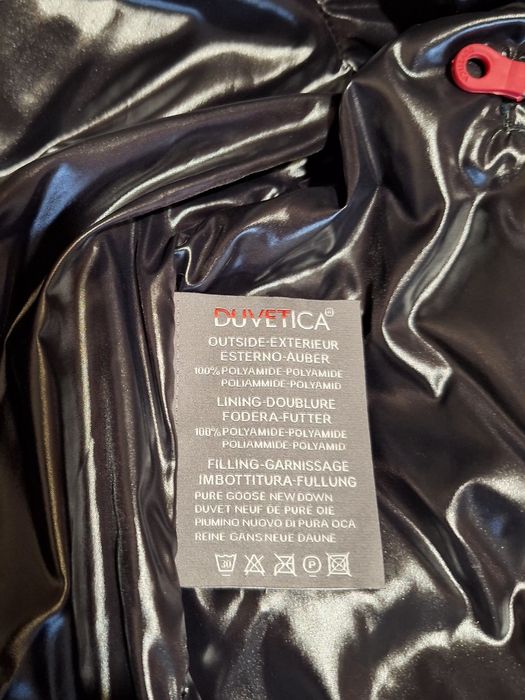 DUVETICA
OUTSIDE-EXTERIEUR
ESTERNO-AUBER
100% POLYAMIDE-POLYAMIDE
POLIAMMIDE-POLYAMID
LINING-DOUBLURE
FODERA-FUTTER
100% POLYAMIDE-POLYAMIDE
POLIAMMIDE-POLYAMID
FILLING-GARNISSAGE
IMBOTTITURA-FULLUNG
PURE GOOSE NEW DOWN
DUVET NEUF DE PURE OIE
PIUMINO NUOVO DI PURA OCA
REINE GANS NEUE DAUNE
30 P